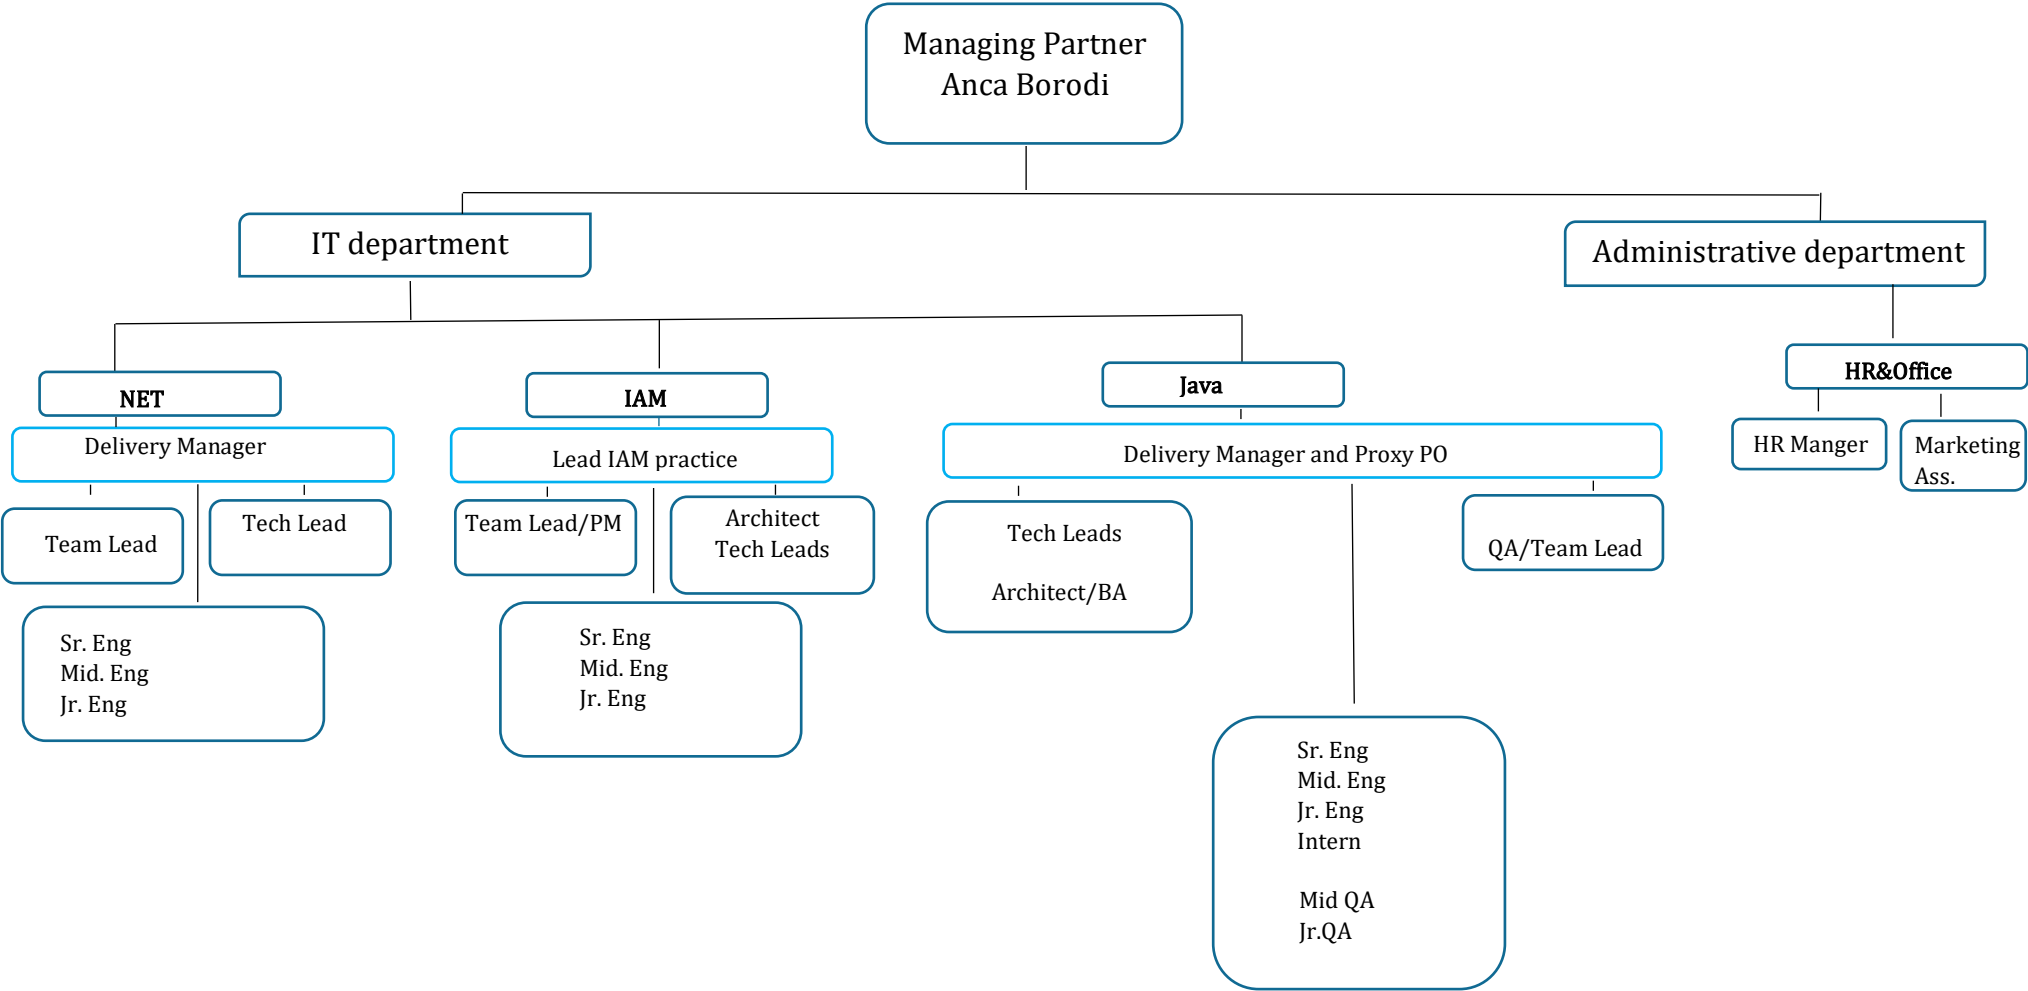 Managing Partner
Anca Borodi
IT department
Administrative department
NET
IAM
Java
HR&Office
Delivery Manager
Lead IAM practice
Delivery Manager and Proxy PO
HR Manger
Marketing
Ass.
Team Lead
Tech Lead
Team Lead/PM
Architect
Tech Leads
Tech Leads
Architect/BA
QA/Team Lead
Sr. Eng
Mid. Eng
Jr. Eng
Sr. Eng
Mid. Eng
Jr. Eng
Sr. Eng
Mid. Eng
Jr. Eng
Intern
Mid QA
Jr.QA